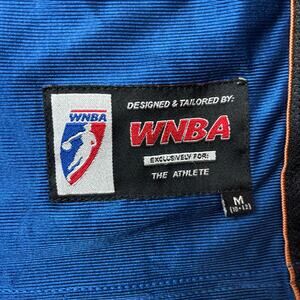 WNBA
DESIGNED & TAILORED BY:
WNBA
EXCLUSIVELY FOR:
THE ATHLETE
M
(10-12)